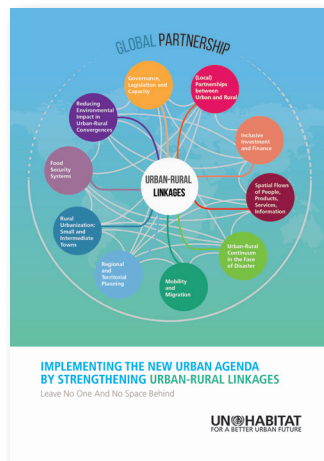 GLOBAL PARTNERSHIP
Governance,
Legislation and
Capacity
(Local)
Partnerships
between
Urban and Rural
Reducing
Environmental
Impact in
Urban-Rural
Convergences
Inclusive
Investment
and Finance
Food
Security
Systems
URBAN-RURAL
LINKAGES
Spatial Flows
of People,
Products,
Services,
Information
Rural
Urbanization:
Small and
Intermediate
Towns
Urban-Rural
Continuum
in the Face
of Disaster
Regional
and
Territorial
Planning
Mobility
and
Migration
IMPLEMENTING THE NEW URBAN AGENDA
BY STRENGTHENING URBAN-RURAL LINKAGES
Leave No One And No Space Behind
UN HABITAT
FOR A BETTER URBAN FUTURE